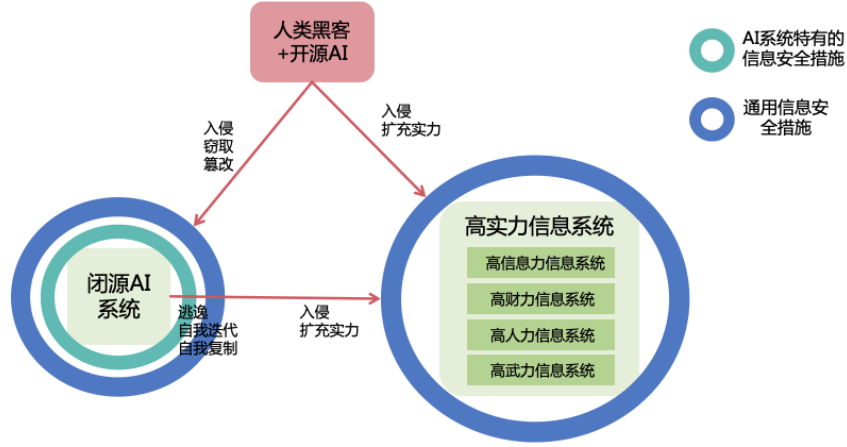 人类黑客
+开源AI
AI系统特有的
信息安全措施
通用信息安
全措施
入侵
窃取
篡改
入侵
扩充实力
闭源AI
系统
逃逸
自我迭代
自我复制
入侵
扩充实力
高实力信息系统
高信息力信息系统
高财力信息系统
高人力信息系统
高武力信息系统